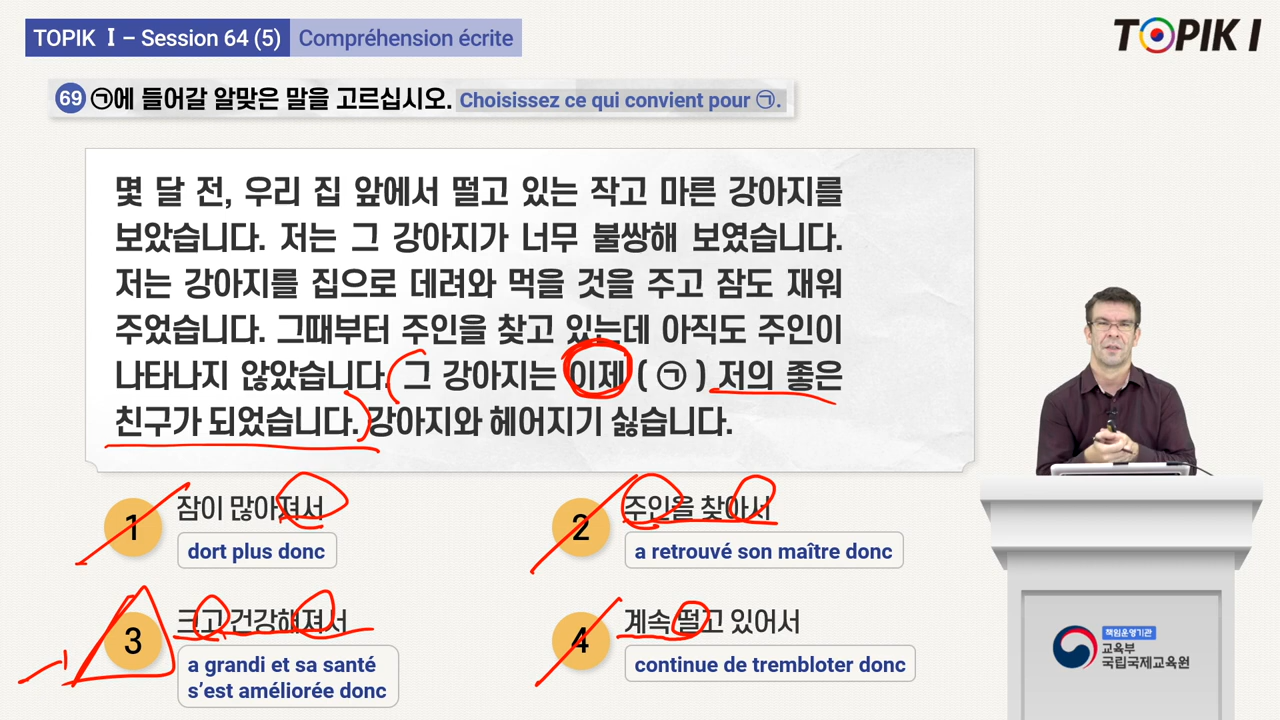 TOPIK Ⅰ – Session 64 (5) Compréhension écrite
TOPIK I
69 ㉠에 들어갈 알맞은 말을 고르십시오. Choisissez ce qui convient pour ㉠.
몇 달 전, 우리 집 앞에서 떨고 있는 작고 마른 강아지를
보았습니다. 저는 그 강아지가 너무 불쌍해 보였습니다.
저는 강아지를 집으로 데려와 먹을 것을 주고 잠도 재워
주었습니다. 그때부터 주인을 찾고 있는데 아직도 주인이
나타나지 않았습니다. 그 강아지는 이제 ( ㉠ ) 저의 좋은
친구가 되었습니다. 강아지와 헤어지기 싫습니다.
1 잠이 많아져서
dort plus donc
2 주인을 찾아서
a retrouvé son maître donc
3 크고 건강해져서
a grandi et sa santé
s’est améliorée donc
4 계속 떨고 있어서
continue de trembloter donc
책임운영기관
교육부
국립국제교육원